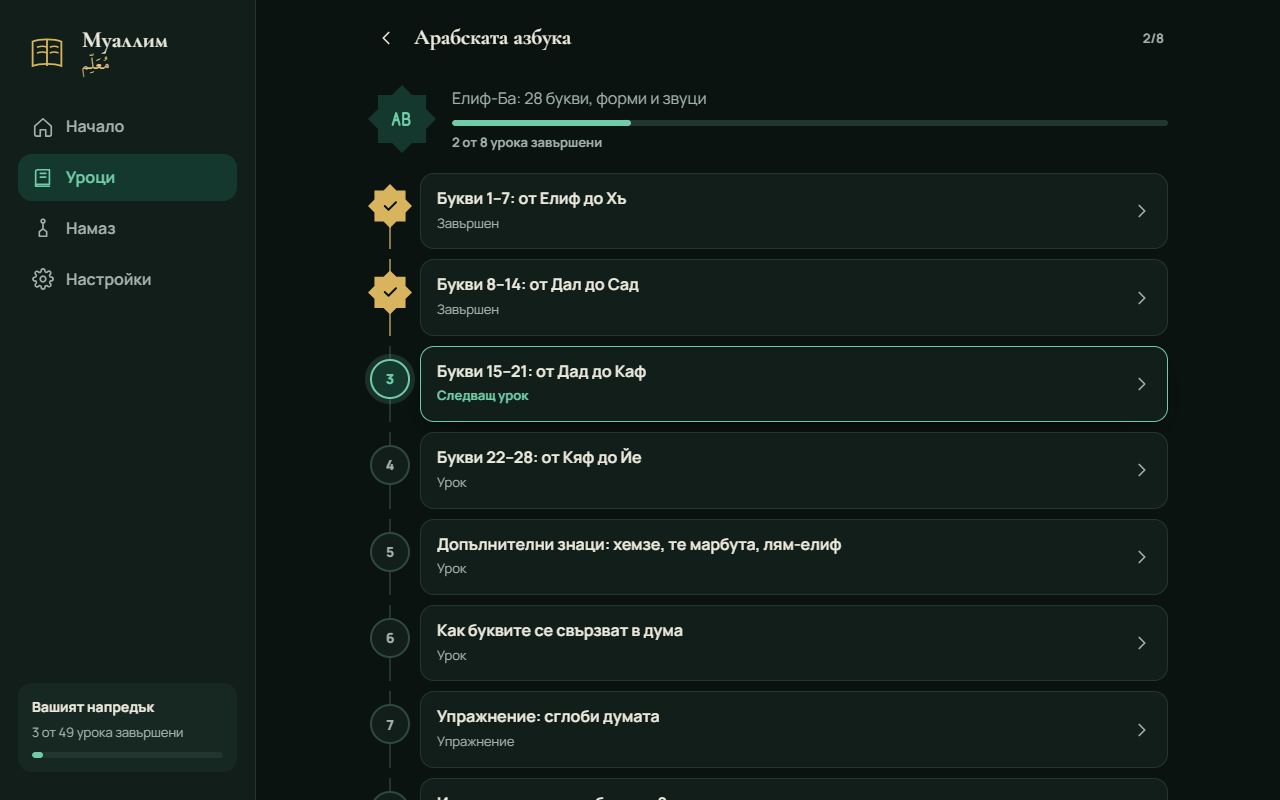 Муаллим
مُعَلِّم
Начало
Уроци
Намаз
Настройки
Вашият напредък
3 от 49 урока завършени
Арабската азбука
2/8
АВ
Елиф-Ба: 28 букви, форми и звуци
2 от 8 урока завършени
Букви 1–7: от Елиф до Хъ
Завършен
Букви 8–14: от Дал до Сад
Завършен
3
Букви 15–21: от Дад до Каф
Следващ урок
4
Букви 22–28: от Кяф до Йе
Урок
5
Допълнителни знаци: хемзе, те марбута, лям-елиф
Урок
6
Как буквите се свързват в дума
Урок
7
Упражнение: сглоби думата
Упражнение